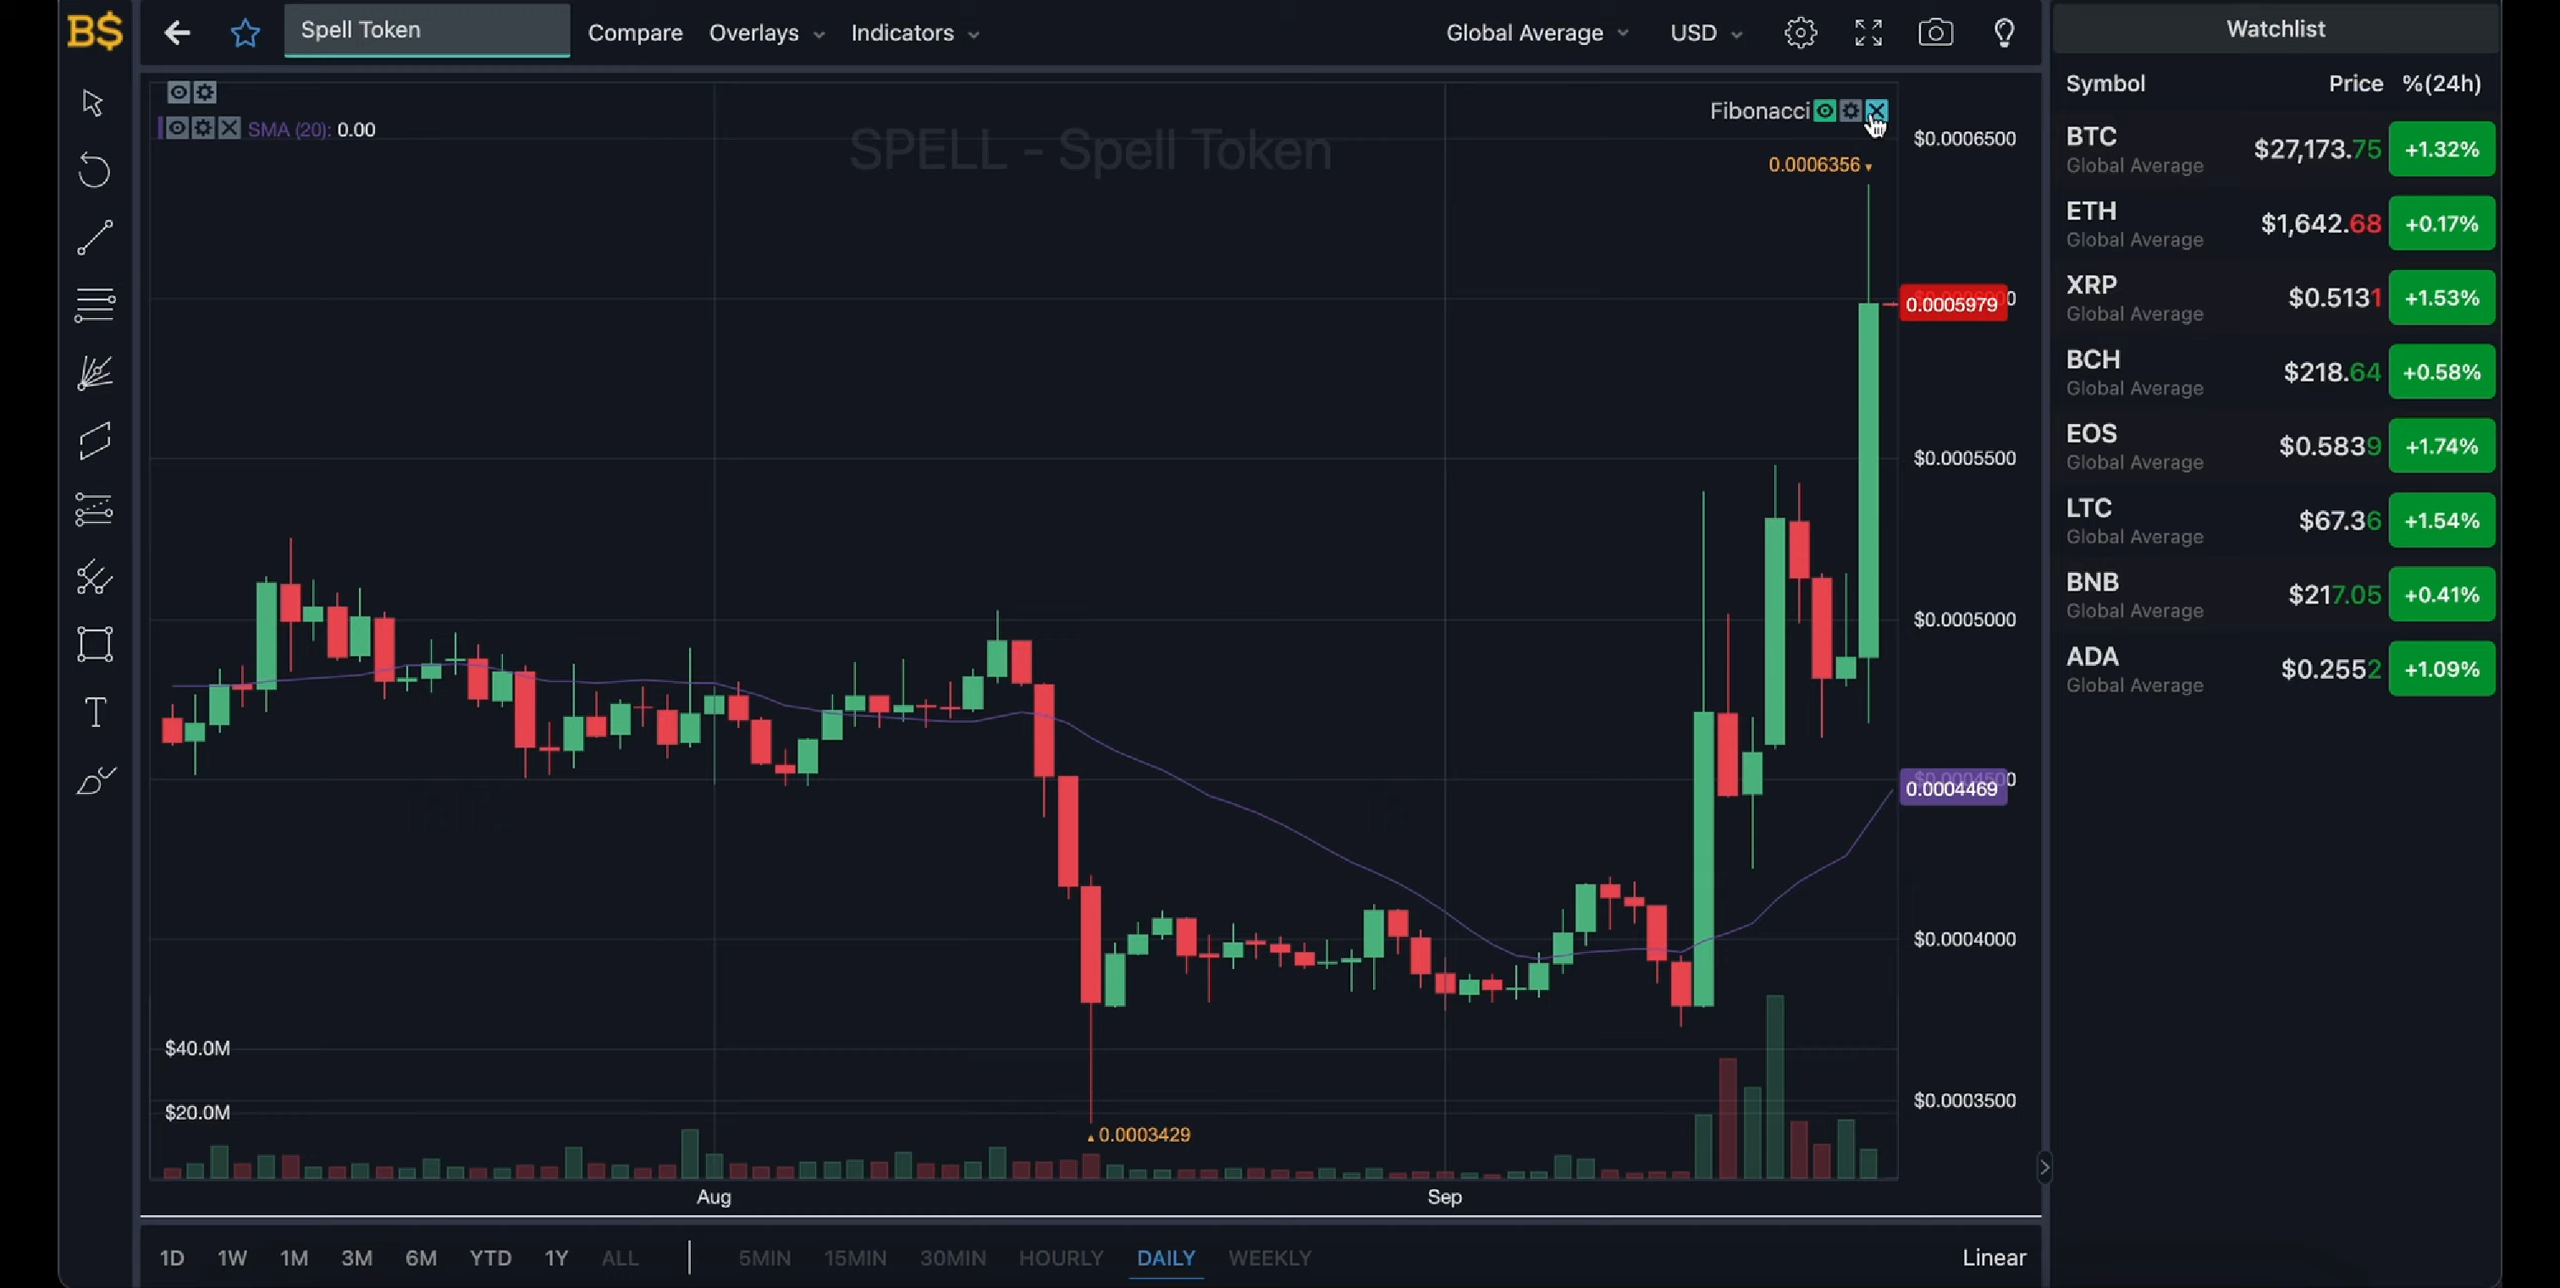 B$
Spell Token
Compare
Overlays
Indicators
Global Average
USD
SMA (20): 0.00
SPELL - Spell Token
Fibonacci
0.0006356
$0.0006500
0.0005979
$0.0005500
$0.0005000
0.0004469
$0.0004000
$0.0003500
0.0003429
$40.0M
$20.0M
Aug
Sep
1D 1W 1M 3M 6M YTD 1Y ALL
5MIN 15MIN 30MIN HOURLY DAILY WEEKLY
Linear
Watchlist
Symbol Price %(24h)
BTC $27,173.75 +1.32%
Global Average
ETH $1,642.68 +0.17%
Global Average
XRP $0.5131 +1.53%
Global Average
BCH $218.64 +0.58%
Global Average
EOS $0.5839 +1.74%
Global Average
LTC $67.36 +1.54%
Global Average
BNB $217.05 +0.41%
Global Average
ADA $0.2552 +1.09%
Global Average